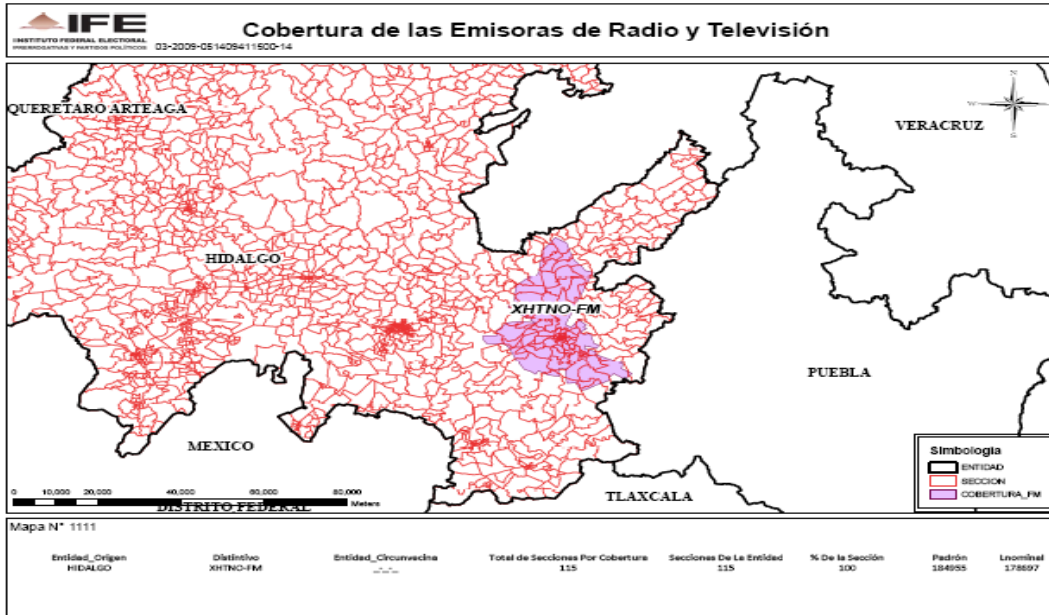 IFE
INSTITUTO FEDERAL ELECTORAL
PRERROGATIVAS Y PARTIDOS POLÍTICOS
03-2009-051409411500-14
Cobertura de las Emisoras de Radio y Televisión
QUERETARO ARTEAGA
VERACRUZ
N
W
E
S
HIDALGO
XHTNO-FM
PUEBLA
MEXICO
TLAXCALA
DISTRITO FEDERAL
0 10,000 20,000 40,000 60,000 80,000
Meters
Simbología
ENTIDAD
SECCION
COBERTURA_FM
Mapa N° 1111
Entidad_Origen Distintivo Entidad_Circunvecina Total de Secciones Por Cobertura Secciones De La Entidad % De la Sección Padrón Lnominal
HIDALGO XHTNO-FM _._._ 115 115 100 184955 178697